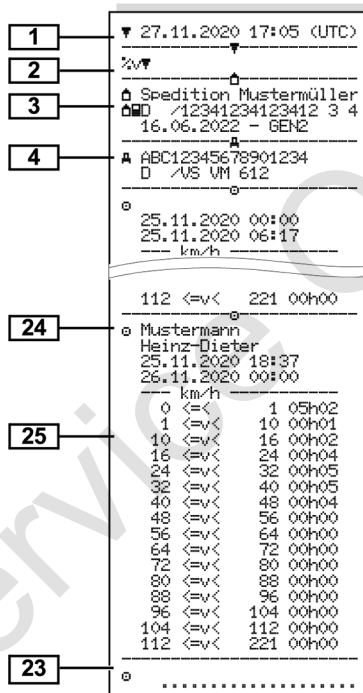 1 ▼ 27.11.2020 17:05 (UTC)
2 %v▼
3 Spedition Mustermüller
D /12341234123412 3 4
16.06.2022 - GEN2
4 ABC12345678901234
D /VS VM 612
25.11.2020 00:00
25.11.2020 06:17
--- km/h ---
112 <=v< 221 00h00
24 Mustermann
Heinz-Dieter
25.11.2020 18:37
26.11.2020 00:00
--- km/h ---
0 <=< 1 05h02
1 <=v< 10 00h01
25 10 <=v< 16 00h02
16 <=v< 24 00h04
24 <=v< 32 00h05
32 <=v< 40 00h05
40 <=v< 48 00h04
48 <=v< 56 00h00
56 <=v< 64 00h00
64 <=v< 72 00h00
72 <=v< 80 00h00
80 <=v< 88 00h00
88 <=v< 96 00h00
96 <=v< 104 00h00
104 <=v< 112 00h00
112 <=v< 221 00h00
23 ..................
service